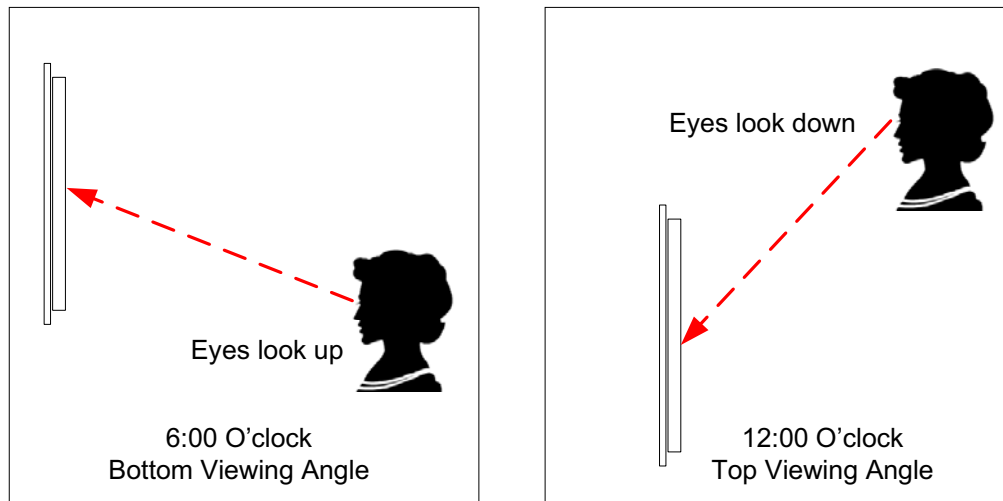 Eyes look up
6:00 O’clock
Bottom Viewing Angle
Eyes look down
12:00 O’clock
Top Viewing Angle